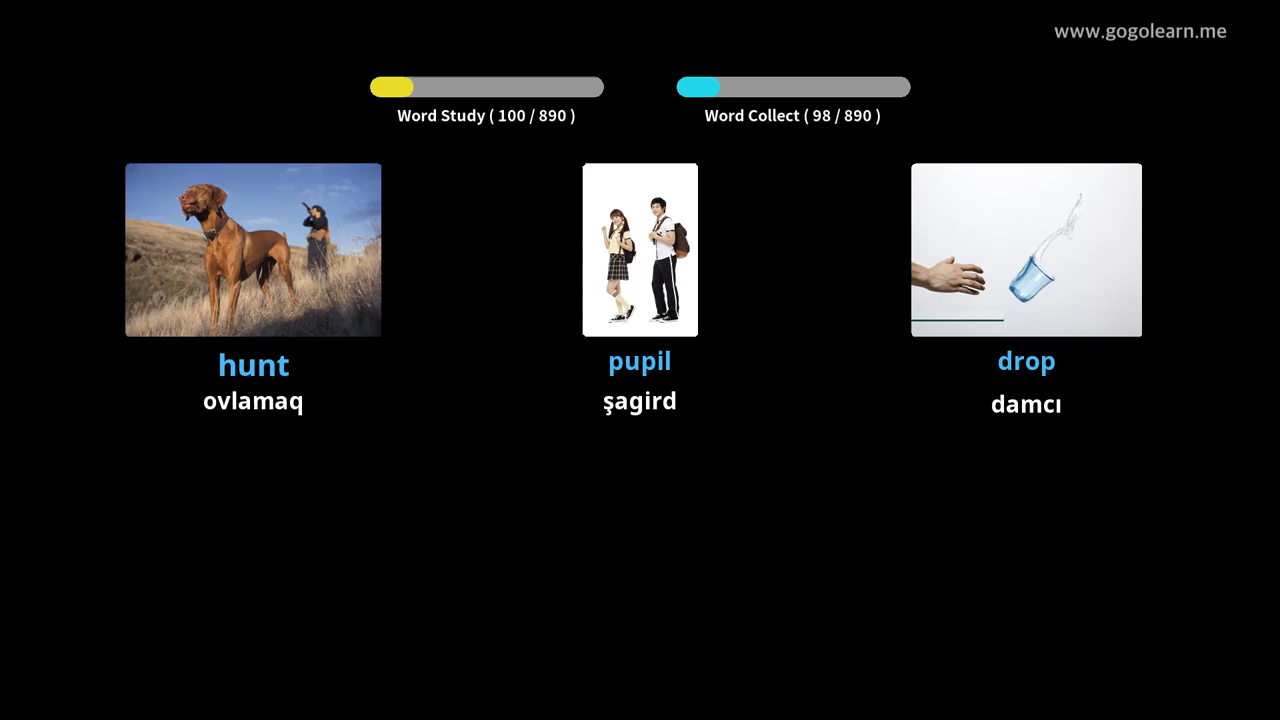 www.gogolearn.me
Word Study ( 100 / 890 )
Word Collect ( 98 / 890 )
hunt
ovlamaq
pupil
şagird
drop
damcı